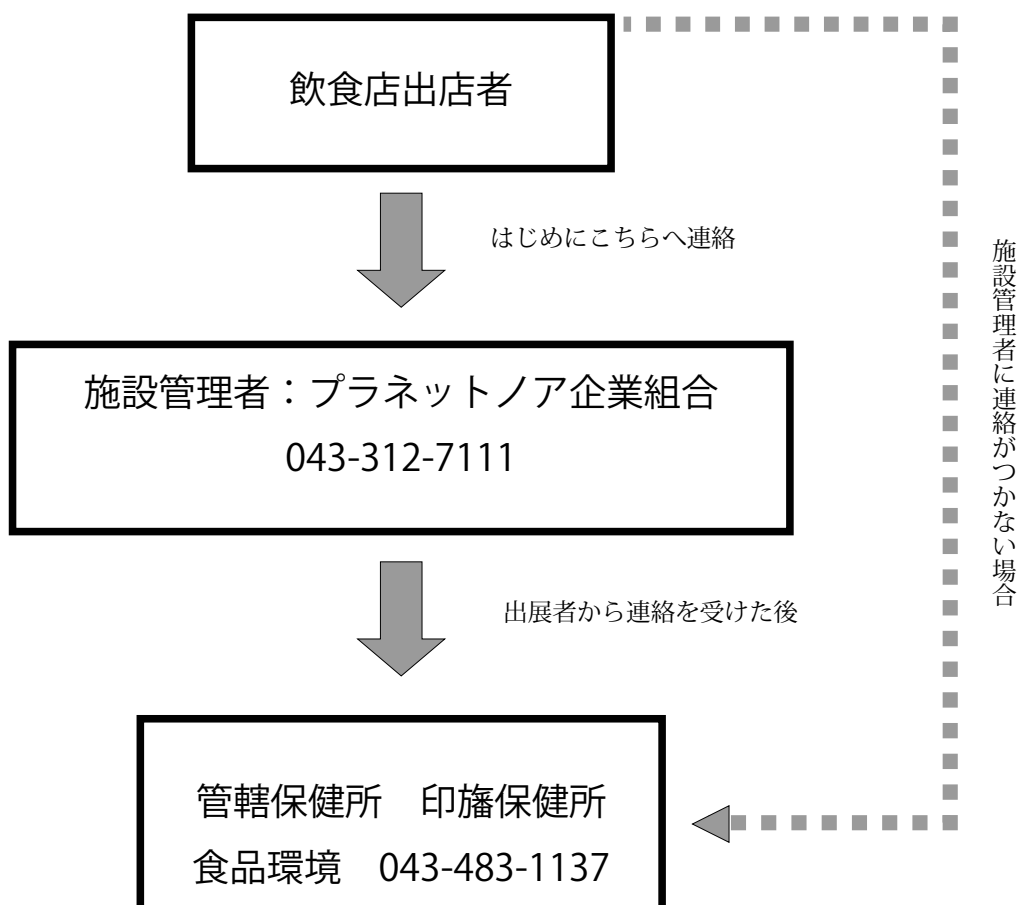 飲食店出店者
はじめにこちらへ連絡
施設管理者：プラネットノア企業組合
043-312-7111
出展者から連絡を受けた後
管轄保健所　印旛保健所
食品環境　043-483-1137
施設管理者に連絡がつかない場合